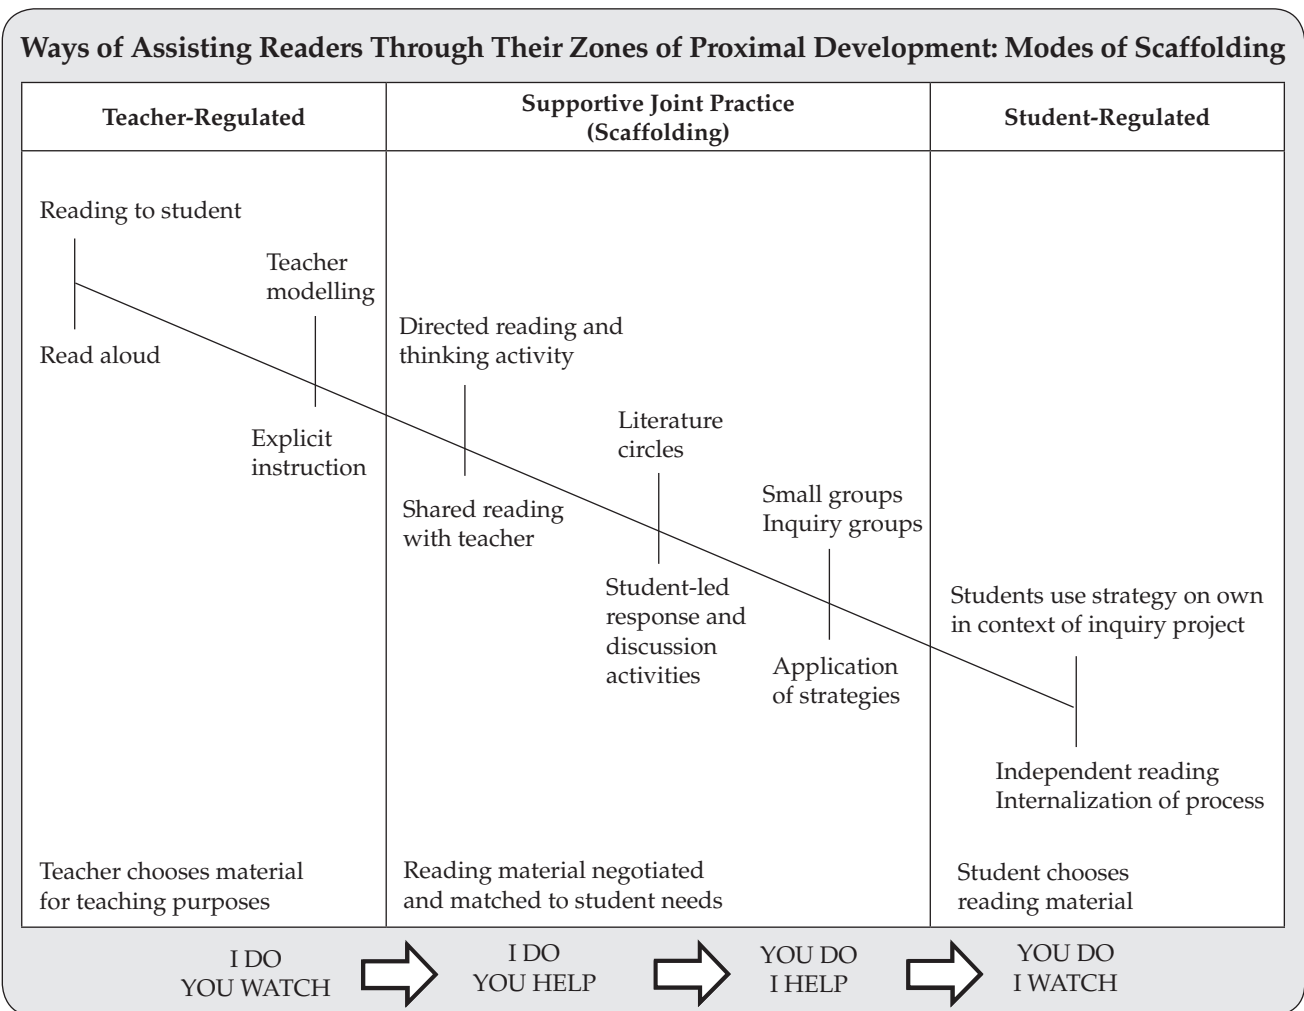 Ways of Assisting Readers Through Their Zones of Proximal Development: Modes of Scaffolding
Teacher-Regulated
Supportive Joint Practice
(Scaffolding)
Student-Regulated
Reading to student
Read aloud
Teacher
modelling
Explicit
instruction
Directed reading and
thinking activity
Shared reading
with teacher
Literature
circles
Student-led
response and
discussion
activities
Small groups
Inquiry groups
Application
of strategies
Students use strategy on own
in context of inquiry project
Independent reading
Internalization of process
Teacher chooses material
for teaching purposes
Reading material negotiated
and matched to student needs
Student chooses
reading material
I DO
YOU WATCH
I DO
YOU HELP
YOU DO
I HELP
YOU DO
I WATCH